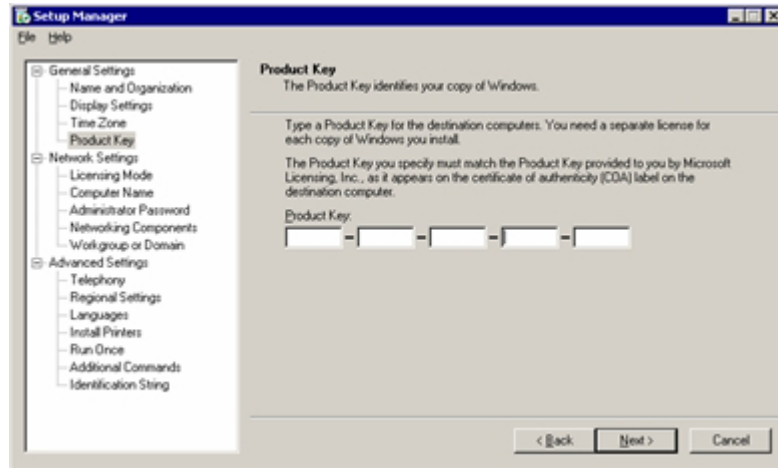 Setup Manager
File Help
General Settings
Name and Organization
Display Settings
Time Zone
Product Key
Network Settings
Licensing Mode
Computer Name
Administrator Password
Networking Components
Workgroup or Domain
Advanced Settings
Telephony
Regional Settings
Languages
Install Printers
Run Once
Additional Commands
Identification String
Product Key
The Product Key identifies your copy of Windows.
Type a Product Key for the destination computers. You need a separate license for
each copy of Windows you install.
The Product Key you specify must match the Product Key provided to you by Microsoft
Licensing, Inc., as it appears on the certificate of authenticity (COA) label on the
destination computer.
Product Key:
< Back Next > Cancel